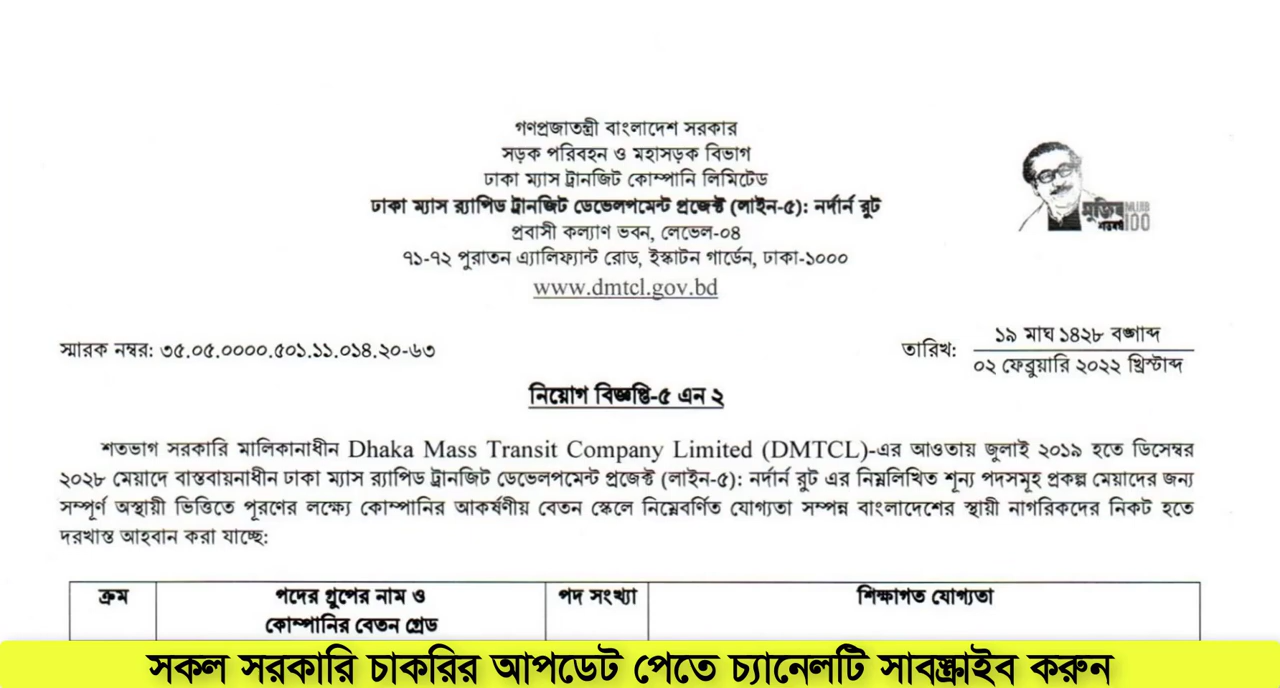 গণপ্রজাতন্ত্রী বাংলাদেশ সরকার
সড়ক পরিবহন ও মহাসড়ক বিভাগ
ঢাকা ম্যাস ট্রানজিট কোম্পানি লিমিটেড
ঢাকা ম্যাস র‍্যাপিড ট্রানজিট ডেভেলপমেন্ট প্রজেক্ট (লাইন-৫): নর্দার্ন রুট
প্রবাসী কল্যাণ ভবন, লেভেল-০৪
৭১-৭২ পুরাতন এ্যালিফ্যান্ট রোড, ইস্কাটন গার্ডেন, ঢাকা-১০০০
www.dmtcl.gov.bd
মুজিব MUJIB
শতবর্ষ 100
স্মারক নম্বর: ৩৫.০৫.০০০০.৫০১.১১.০১৪.২০-৬৩
তারিখ: ১৯ মাঘ ১৪২৮ বঙ্গাব্দ
০২ ফেব্রুয়ারি ২০২২ খ্রিস্টাব্দ
নিয়োগ বিজ্ঞপ্তি-৫ এন ২
শতভাগ সরকারি মালিকানাধীন Dhaka Mass Transit Company Limited (DMTCL)-এর আওতায় জুলাই ২০১৯ হতে ডিসেম্বর
২০২৮ মেয়াদে বাস্তবায়নাধীন ঢাকা ম্যাস র‍্যাপিড ট্রানজিট ডেভেলপমেন্ট প্রজেক্ট (লাইন-৫): নর্দার্ন রুট এর নিম্নলিখিত শূন্য পদসমূহ প্রকল্প মেয়াদের জন্য
সম্পূর্ণ অস্থায়ী ভিত্তিতে পূরণের লক্ষ্যে কোম্পানির আকর্ষণীয় বেতন স্কেলে নিম্নেবর্ণিত যোগ্যতা সম্পন্ন বাংলাদেশের স্থায়ী নাগরিকদের নিকট হতে
দরখাস্ত আহবান করা যাচ্ছে:
ক্রম
পদের গ্রুপের নাম ও
কোম্পানির বেতন গ্রেড
পদ সংখ্যা
শিক্ষাগত যোগ্যতা
সকল সরকারি চাকরির আপডেট পেতে চ্যানেলটি সাবস্ক্রাইব করুন